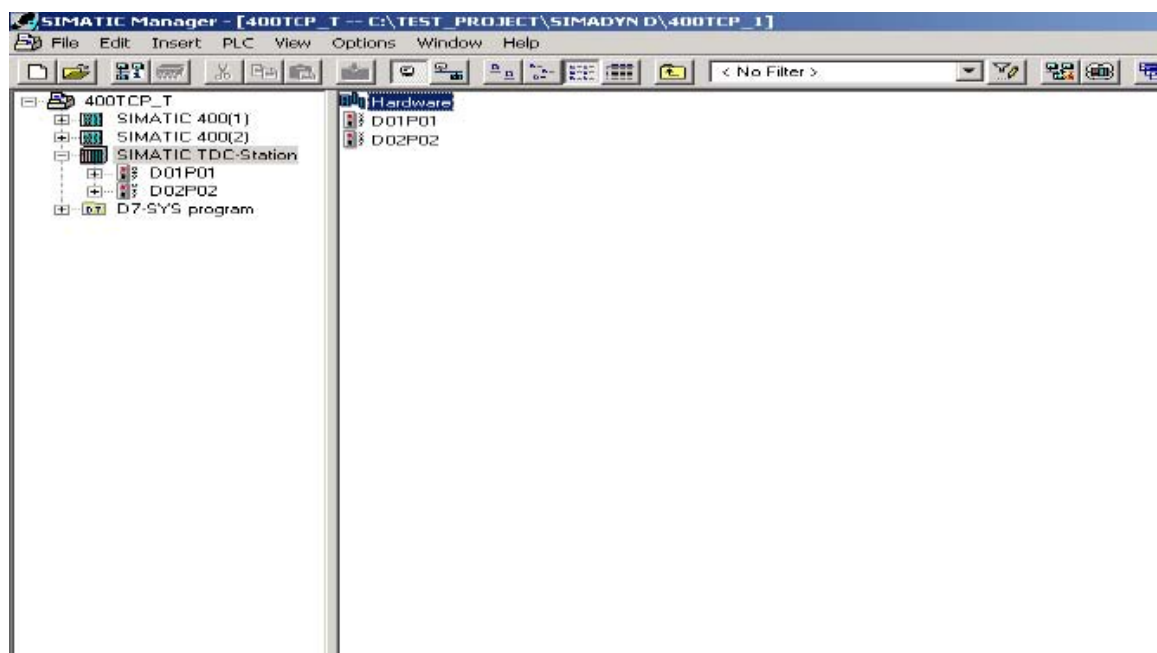 SIMATIC Manager - [400TCP_T -- C:\TEST_PROJECT\SIMADYN D\400TCP_1]
File Edit Insert PLC View Options Window Help
< No Filter >
400TCP_T
SIMATIC 400(1)
SIMATIC 400(2)
SIMATIC TDC-Station
D01P01
D02P02
D7-SYS program
Hardware
D01P01
D02P02